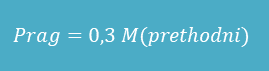 Prag = 0,3 M(prethodni)